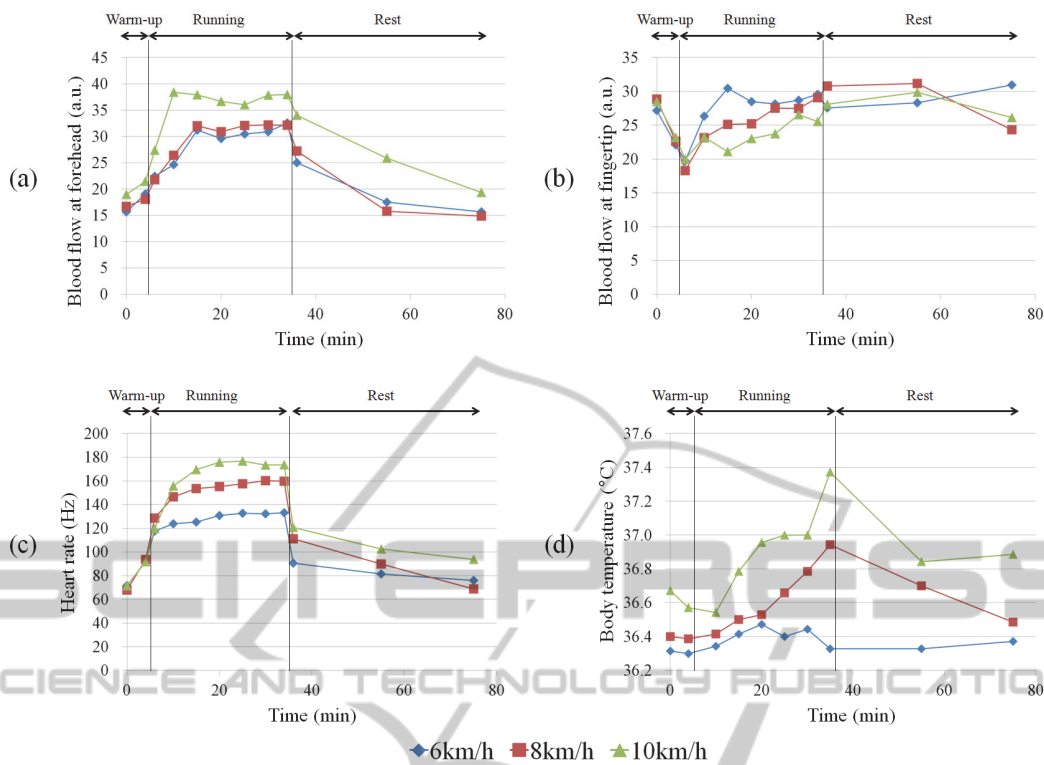 Warm-up Running Rest
(a)
Blood flow at forehead (a.u.)
45
40
35
30
25
20
15
10
5
0
0 20 40 60 80
Time (min)
Warm-up Running Rest
(b)
Blood flow at fingertip (a.u.)
35
30
25
20
15
10
5
0
0 20 40 60 80
Time (min)
Warm-up Running Rest
(c)
Heart rate (Hz)
200
180
160
140
120
100
80
60
40
20
0
0 20 40 60 80
Time (min)
Warm-up Running Rest
(d)
Body temperature (°C)
37.6
37.4
37.2
37.0
36.8
36.6
36.4
36.2
0 20 40 60 80
Time (min)
6km/h 8km/h 10km/h
SCITEPRESS
SCIENCE AND TECHNOLOGY PUBLICATIONS